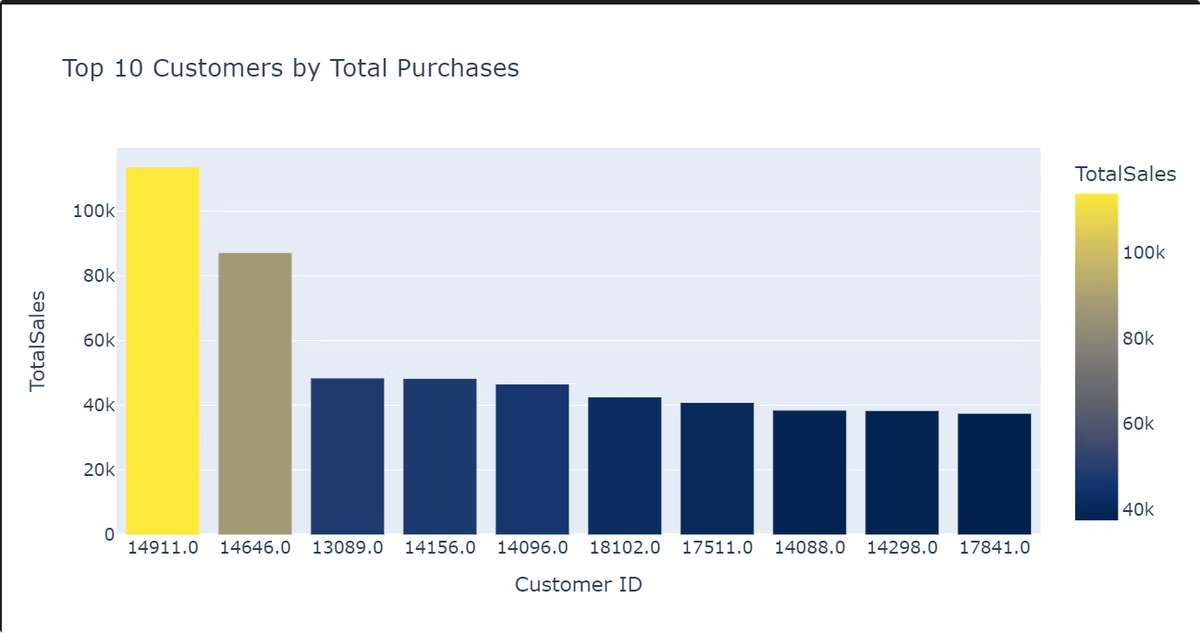 Top 10 Customers by Total Purchases
TotalSales
100k
80k
60k
40k
20k
0
14911.0 14646.0 13089.0 14156.0 14096.0 18102.0 17511.0 14088.0 14298.0 17841.0
Customer ID
TotalSales
100k
80k
60k
40k